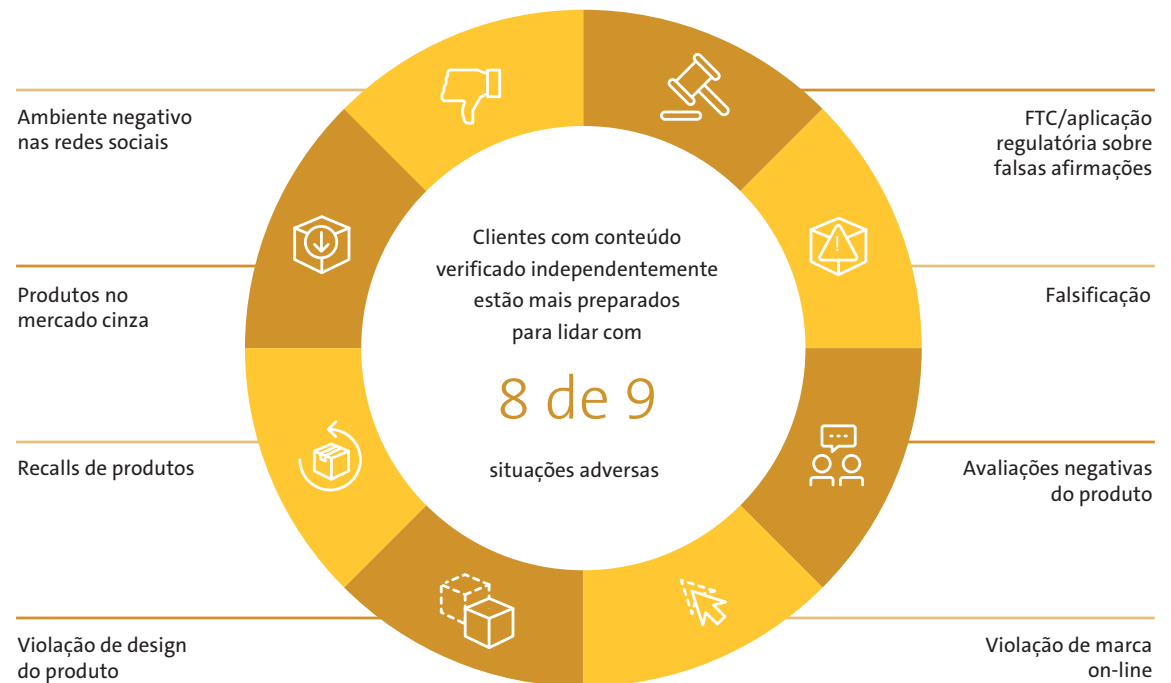 Ambiente negativo
nas redes sociais
Produtos no
mercado cinza
Recalls de produtos
Violação de design
do produto
Clientes com conteúdo
verificado independentemente
estão mais preparados
para lidar com
8 de 9
situações adversas
FTC/aplicação
regulatória sobre
falsas afirmações
Falsificação
Avaliações negativas
do produto
Violação de marca
on-line